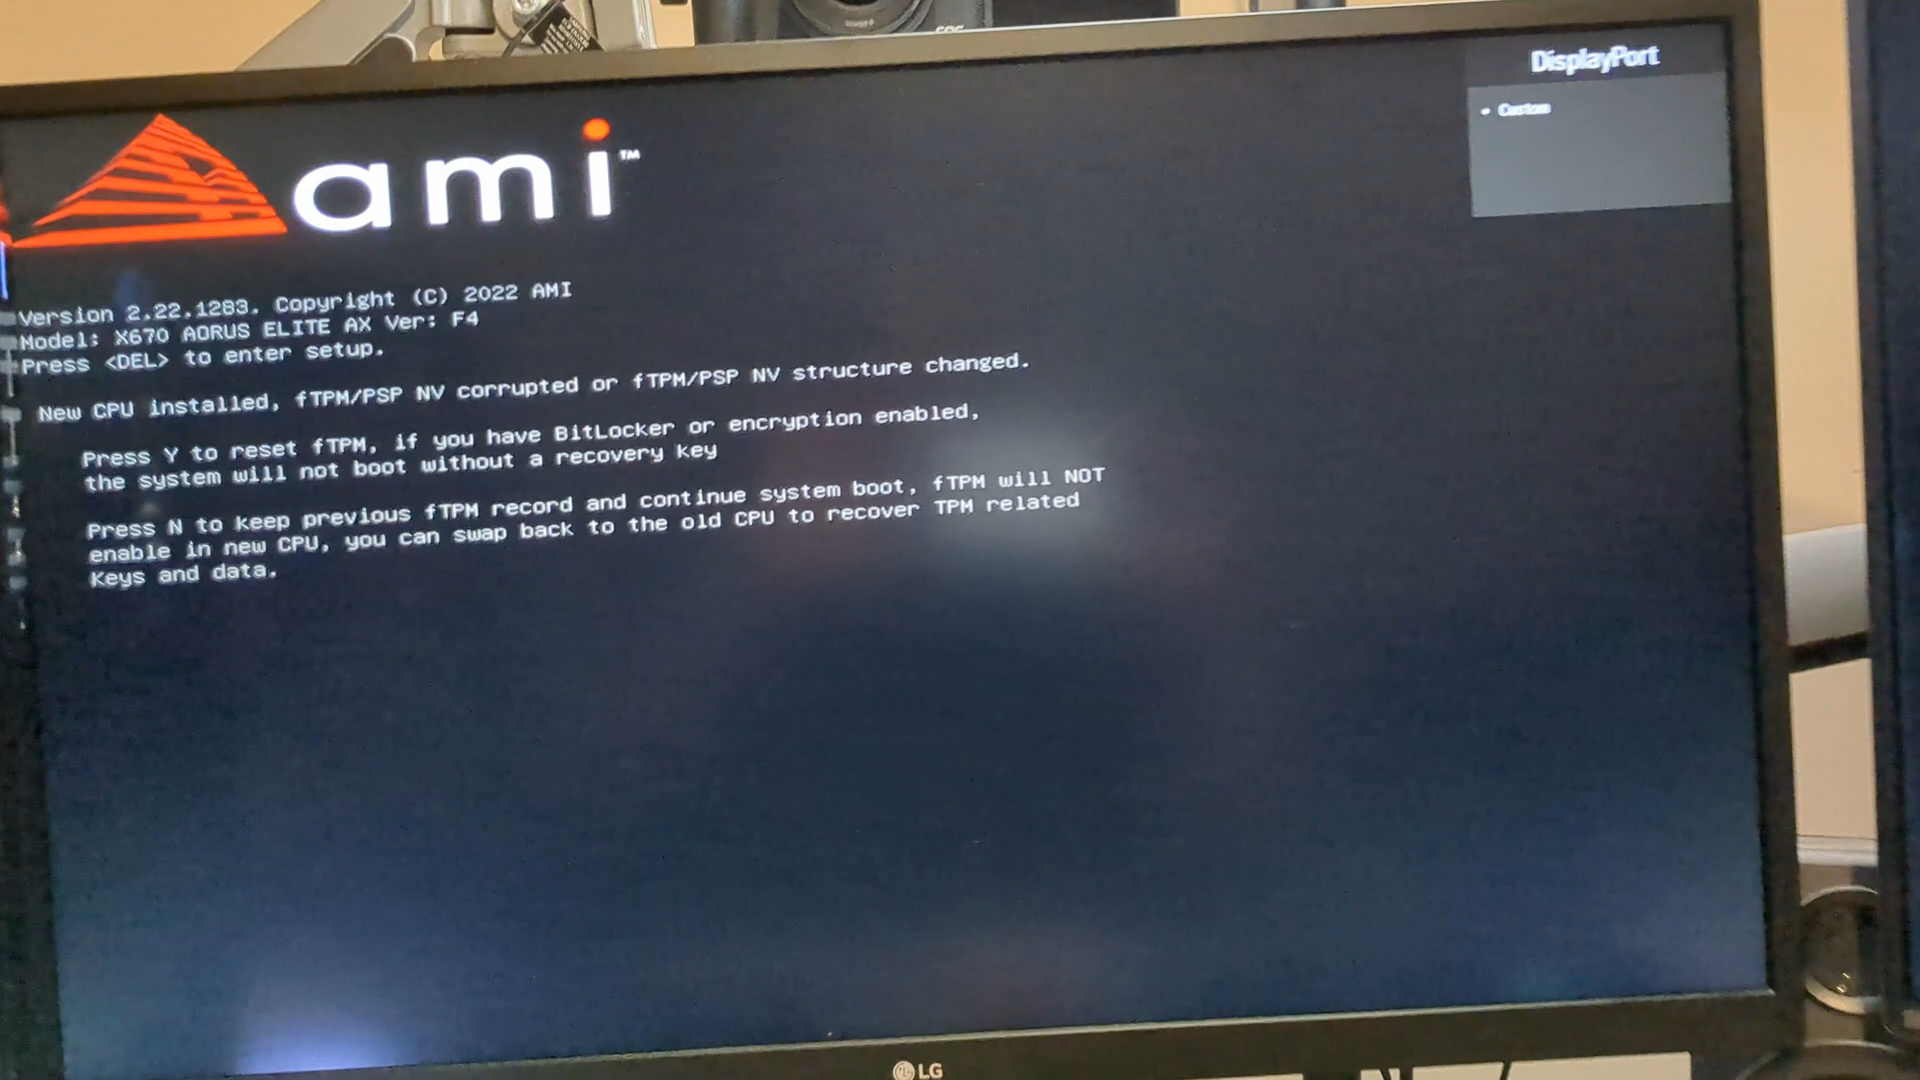 DisplayPort
Custom
ami™
Version 2.22.1283. Copyright (C) 2022 AMI
Model: X670 AORUS ELITE AX Ver: F4
Press <DEL> to enter setup.
New CPU installed, fTPM/PSP NV corrupted or fTPM/PSP NV structure changed.
Press Y to reset fTPM, if you have BitLocker or encryption enabled,
the system will not boot without a recovery key
Press N to keep previous fTPM record and continue system boot, fTPM will NOT
enable in new CPU, you can swap back to the old CPU to recover TPM related
Keys and data.
LG